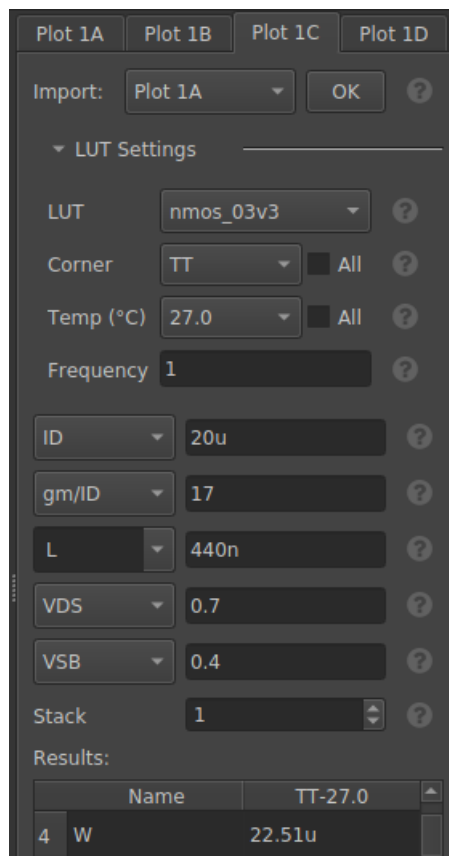 Plot 1A Plot 1B Plot 1C Plot 1D
Import: Plot 1A OK ?
LUT Settings
LUT nmos_03v3 ?
Corner TT All ?
Temp (°C) 27.0 All ?
Frequency 1 ?
ID 20u ?
gm/ID 17 ?
L 440n ?
VDS 0.7 ?
VSB 0.4 ?
Stack 1 ?
Results:
Name TT-27.0
4 W 22.51u